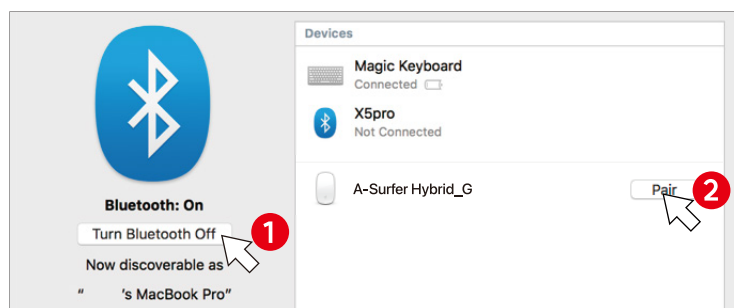 Devices
Magic Keyboard
Connected
X5pro
Not Connected
A-Surfer Hybrid_G
Pair
2
Bluetooth: On
Turn Bluetooth Off
1
Now discoverable as
"      's MacBook Pro"